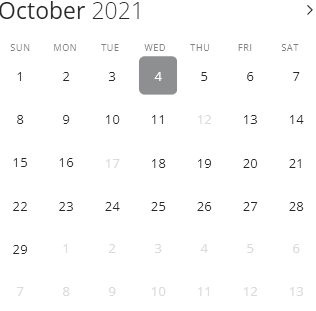 October 2021
SUN MON TUE WED THU FRI SAT
1 2 3 4 5 6 7
8 9 10 11 12 13 14
15 16 17 18 19 20 21
22 23 24 25 26 27 28
29 1 2 3 4 5 6
7 8 9 10 11 12 13